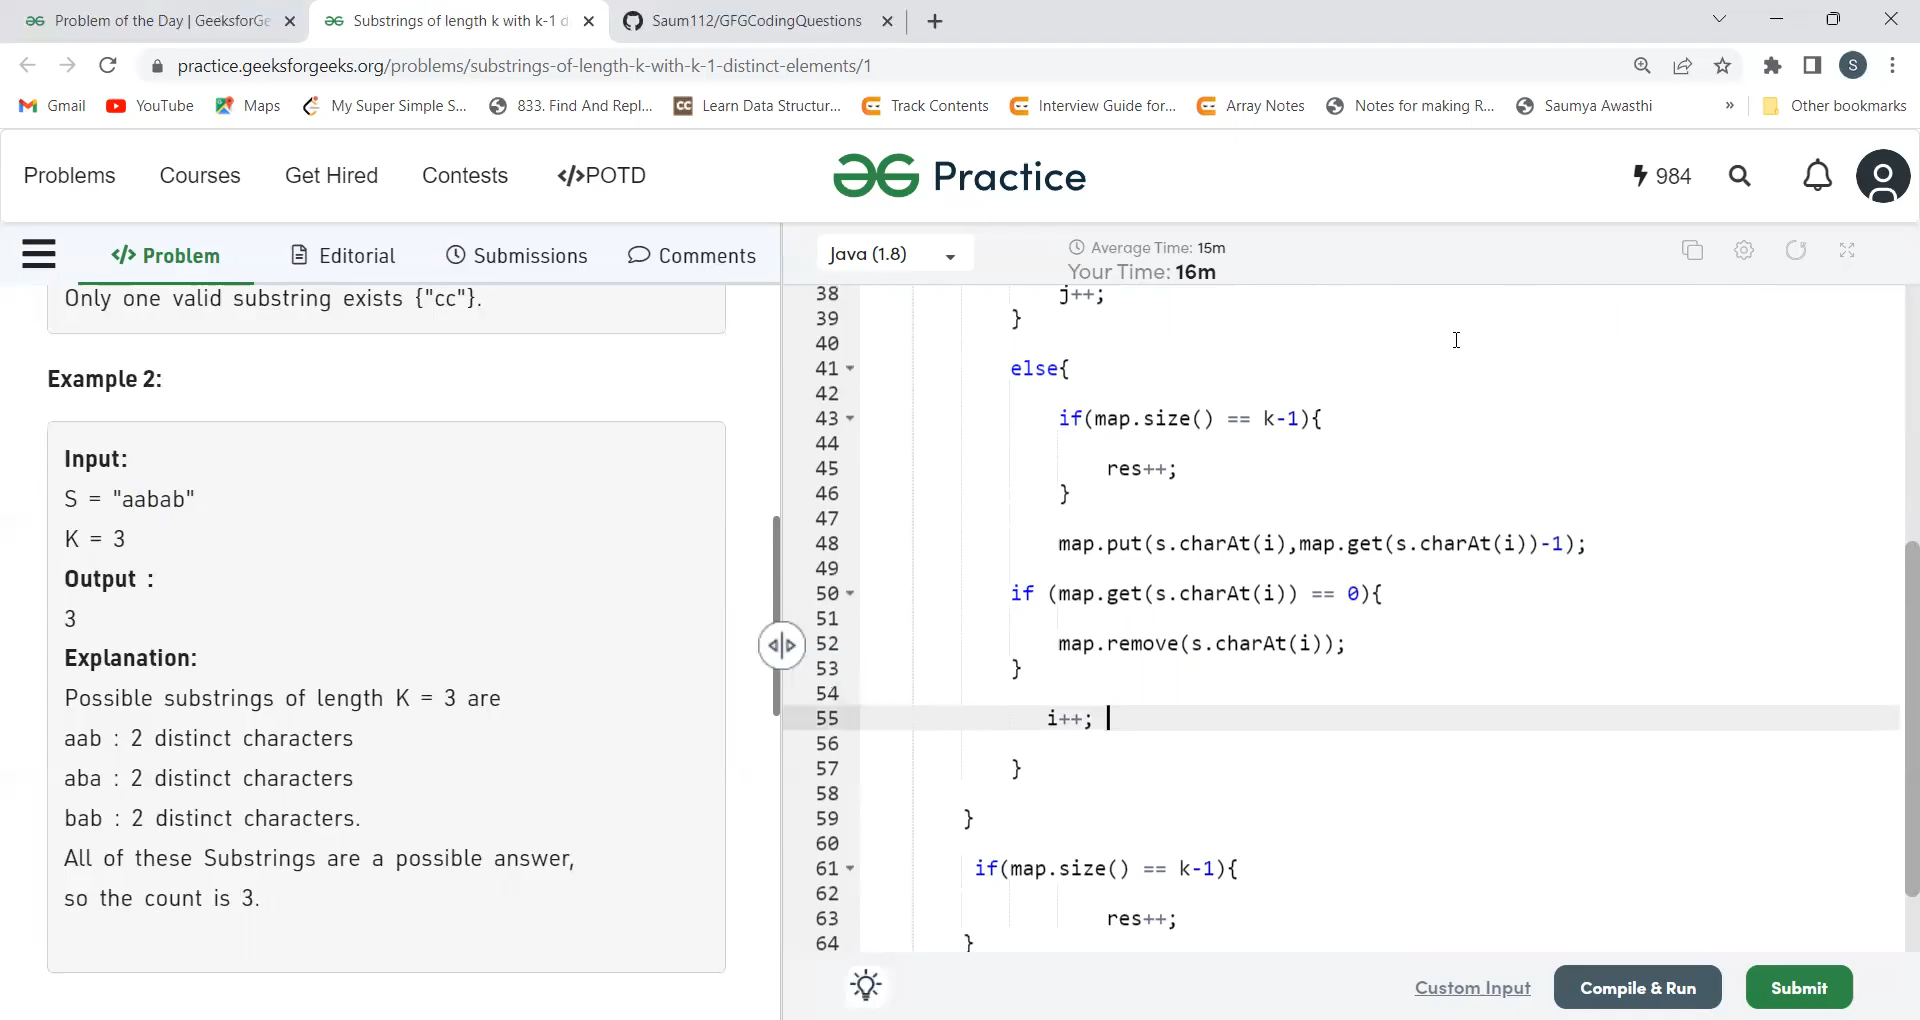 Problem of the Day | GeeksforGe
Substrings of length k with k-1 d
Saum112/GFGCodingQuestions
practice.geeksforgeeks.org/problems/substrings-of-length-k-with-k-1-distinct-elements/1
S
Gmail
YouTube
Maps
My Super Simple S...
833. Find And Repl...
Learn Data Structur...
Track Contents
Interview Guide for...
Array Notes
Notes for making R...
Saumya Awasthi
»
Other bookmarks
Problems
Courses
Get Hired
Contests
</>POTD
Practice
984
</> Problem
Editorial
Submissions
Comments
Java (1.8)
Average Time: 15m
Your Time: 16m
Only one valid substring exists {"cc"}.
Example 2:
Input:
S = "aabab"
K = 3
Output :
3
Explanation:
Possible substrings of length K = 3 are
aab : 2 distinct characters
aba : 2 distinct characters
bab : 2 distinct characters.
All of these Substrings are a possible answer,
so the count is 3.
38 j++;
39 }
40
41 else{
42
43 if(map.size() == k-1){
44
45 res++;
46 }
47
48 map.put(s.charAt(i),map.get(s.charAt(i))-1);
49
50 if (map.get(s.charAt(i)) == 0){
51
52 map.remove(s.charAt(i));
53 }
54
55 i++;
56
57 }
58
59 }
60
61 if(map.size() == k-1){
62
63 res++;
64 }
Custom Input
Compile & Run
Submit